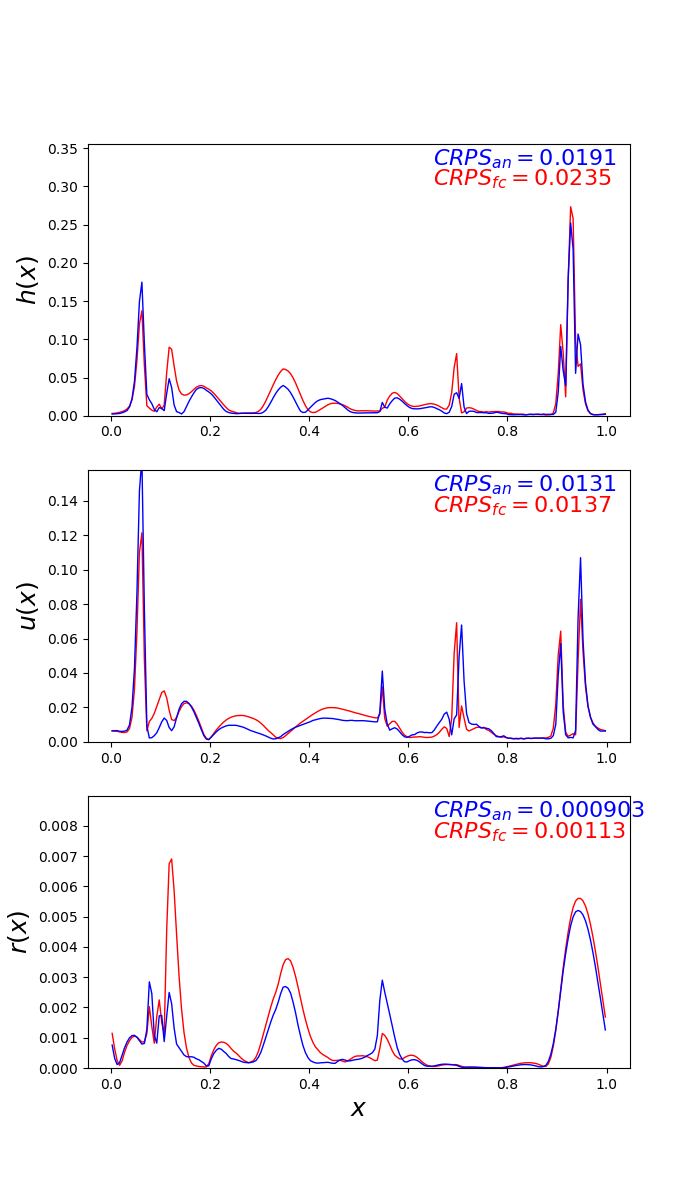 CRPS_an = 0.0191
CRPS_fc = 0.0235
0.35
0.30
0.25
0.20
0.15
0.10
0.05
0.00
h(x)
0.0 0.2 0.4 0.6 0.8 1.0
CRPS_an = 0.0131
CRPS_fc = 0.0137
0.14
0.12
0.10
0.08
0.06
0.04
0.02
0.00
u(x)
0.0 0.2 0.4 0.6 0.8 1.0
CRPS_an = 0.000903
CRPS_fc = 0.00113
0.008
0.007
0.006
0.005
0.004
0.003
0.002
0.001
0.000
r(x)
0.0 0.2 0.4 0.6 0.8 1.0
x